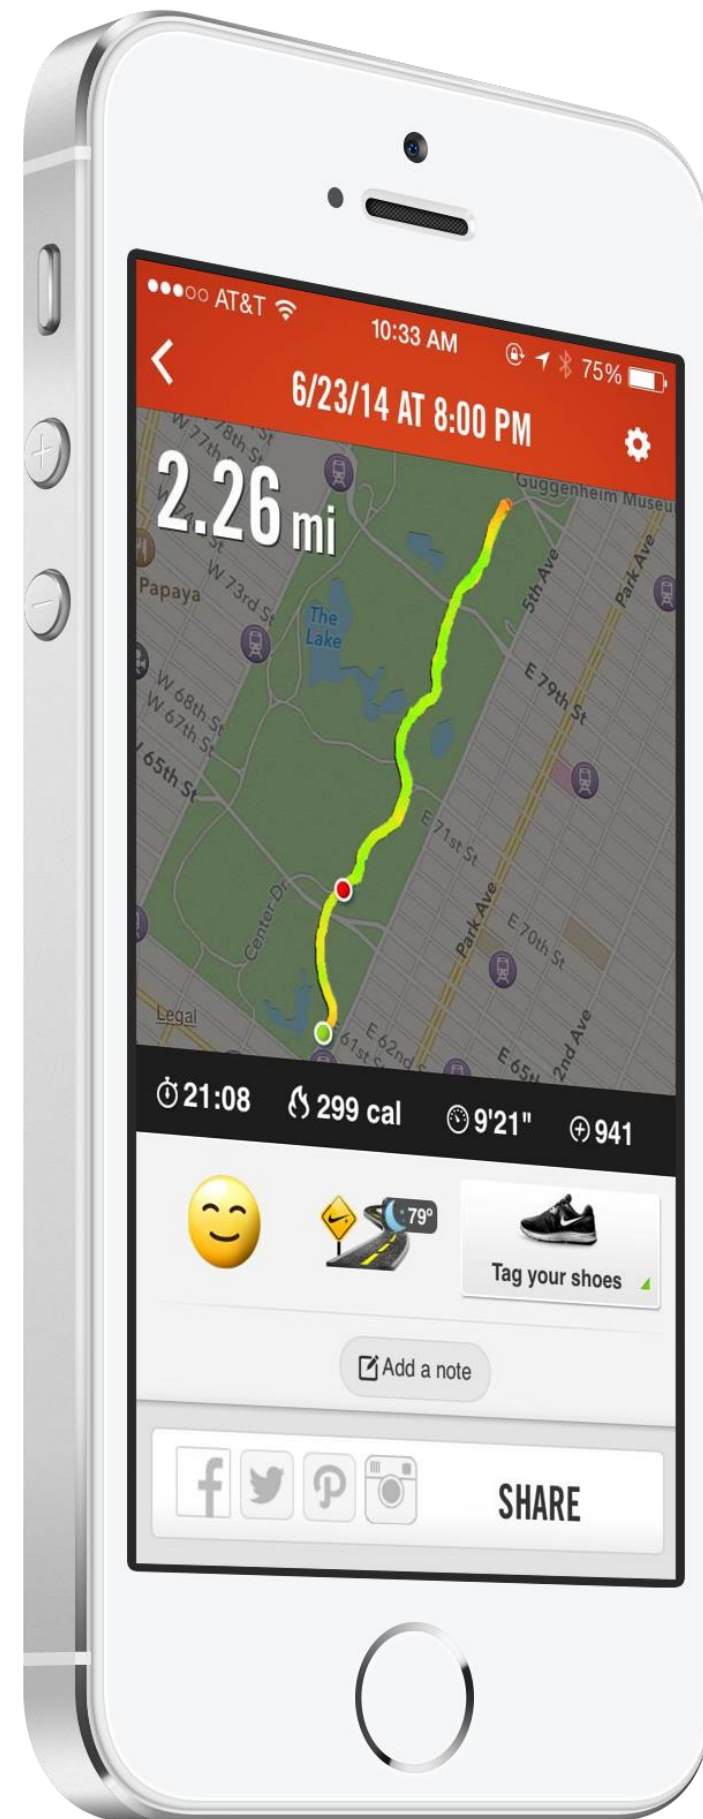 AT&T 10:33 AM 75%
6/23/14 AT 8:00 PM
2.26 mi
Guggenheim Museu
W 78th St
W 77th
5th Ave
Park Ave
Papaya
W 73rd St
The
Lake
E 79th St
W 68th St
W 67th St
65th St
E 71st St
Center Dr
Park Ave
E 70th St
Legal
61st St
E 62nd S
E 65th
2nd Ave
21:08 299 cal 9'21" 941
79°
Tag your shoes
Add a note
SHARE